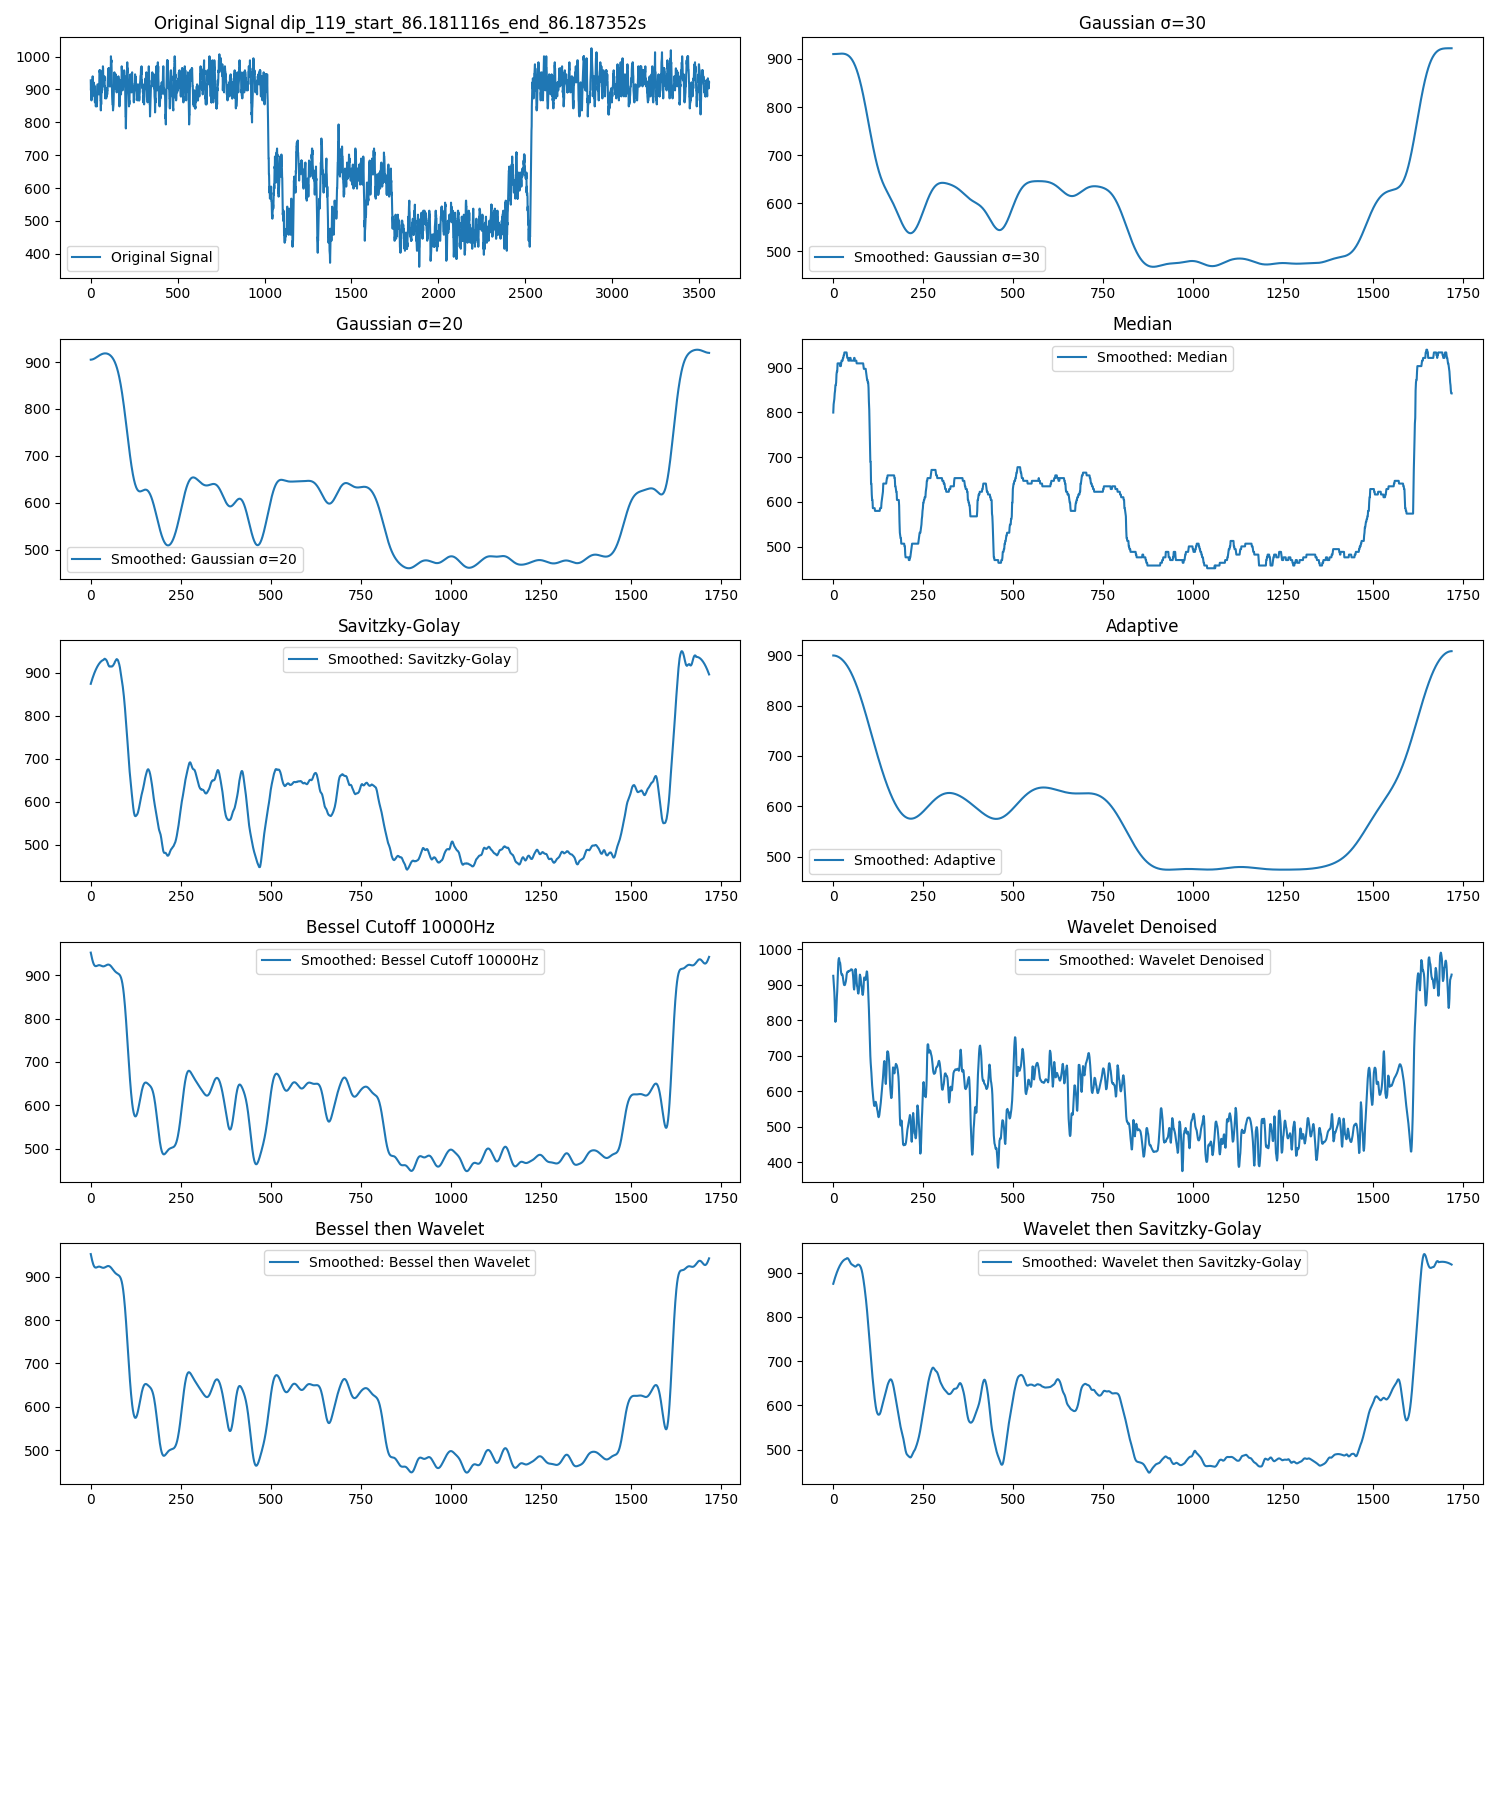 Original Signal dip_119_start_86.181116s_end_86.187352s
1000
900
800
700
600
500
400
Original Signal
0 500 1000 1500 2000 2500 3000 3500
Gaussian σ=30
900
800
700
600
500
Smoothed: Gaussian σ=30
0 250 500 750 1000 1250 1500 1750
Gaussian σ=20
900
800
700
600
500
Smoothed: Gaussian σ=20
0 250 500 750 1000 1250 1500 1750
Median
Smoothed: Median
900
800
700
600
500
0 250 500 750 1000 1250 1500 1750
Savitzky-Golay
Smoothed: Savitzky-Golay
900
800
700
600
500
0 250 500 750 1000 1250 1500 1750
Adaptive
900
800
700
600
500
Smoothed: Adaptive
0 250 500 750 1000 1250 1500 1750
Bessel Cutoff 10000Hz
Smoothed: Bessel Cutoff 10000Hz
900
800
700
600
500
0 250 500 750 1000 1250 1500 1750
Wavelet Denoised
Smoothed: Wavelet Denoised
1000
900
800
700
600
500
400
0 250 500 750 1000 1250 1500 1750
Bessel then Wavelet
Smoothed: Bessel then Wavelet
900
800
700
600
500
0 250 500 750 1000 1250 1500 1750
Wavelet then Savitzky-Golay
Smoothed: Wavelet then Savitzky-Golay
900
800
700
600
500
0 250 500 750 1000 1250 1500 1750